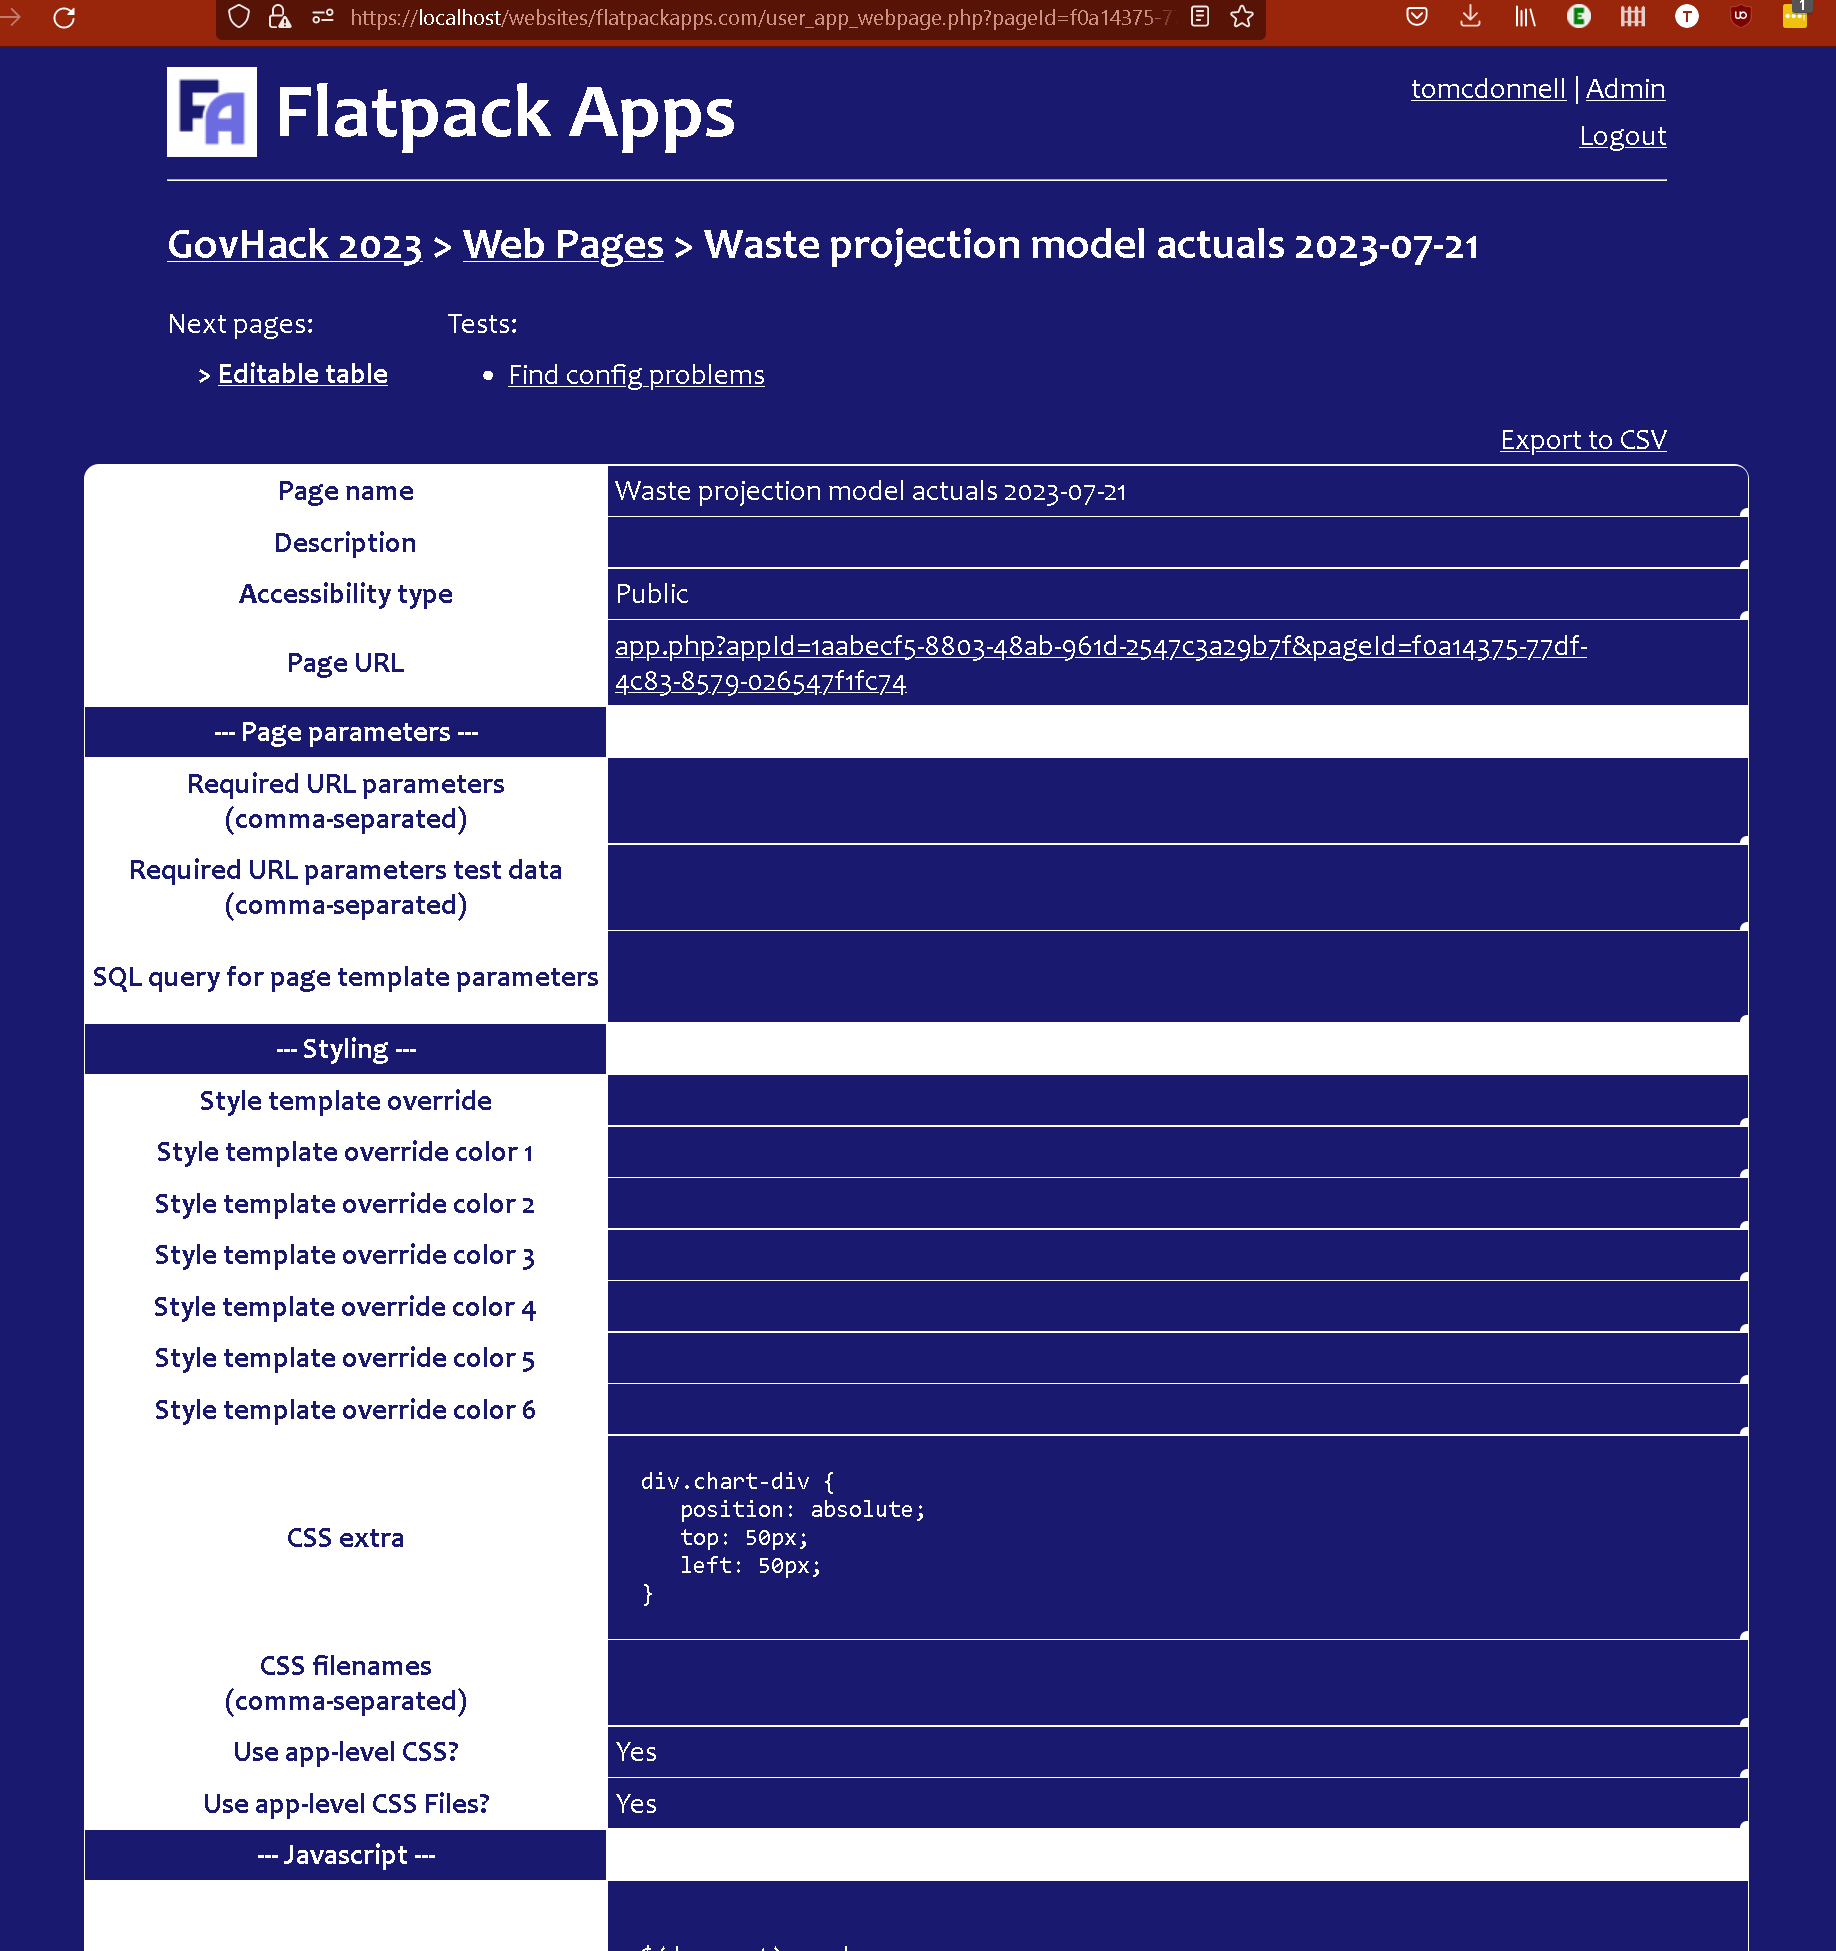 https://localhost/websites/flatpackapps.com/user_app_webpage.php?pageId=f0a14375-7
1
FA Flatpack Apps
tomcdonnell | Admin
Logout
GovHack 2023 > Web Pages > Waste projection model actuals 2023-07-21
Next pages:
> Editable table
Tests:
• Find config problems
Export to CSV
Page name Waste projection model actuals 2023-07-21
Description
Accessibility type Public
Page URL app.php?appId=1aabecf5-8803-48ab-961d-2547c3a29b7f&pageId=f0a14375-77df-
4c83-8579-026547f1fc74
--- Page parameters ---
Required URL parameters
(comma-separated)
Required URL parameters test data
(comma-separated)
SQL query for page template parameters
--- Styling ---
Style template override
Style template override color 1
Style template override color 2
Style template override color 3
Style template override color 4
Style template override color 5
Style template override color 6
CSS extra
div.chart-div {
position: absolute;
top: 50px;
left: 50px;
}
CSS filenames
(comma-separated)
Use app-level CSS? Yes
Use app-level CSS Files? Yes
--- Javascript ---